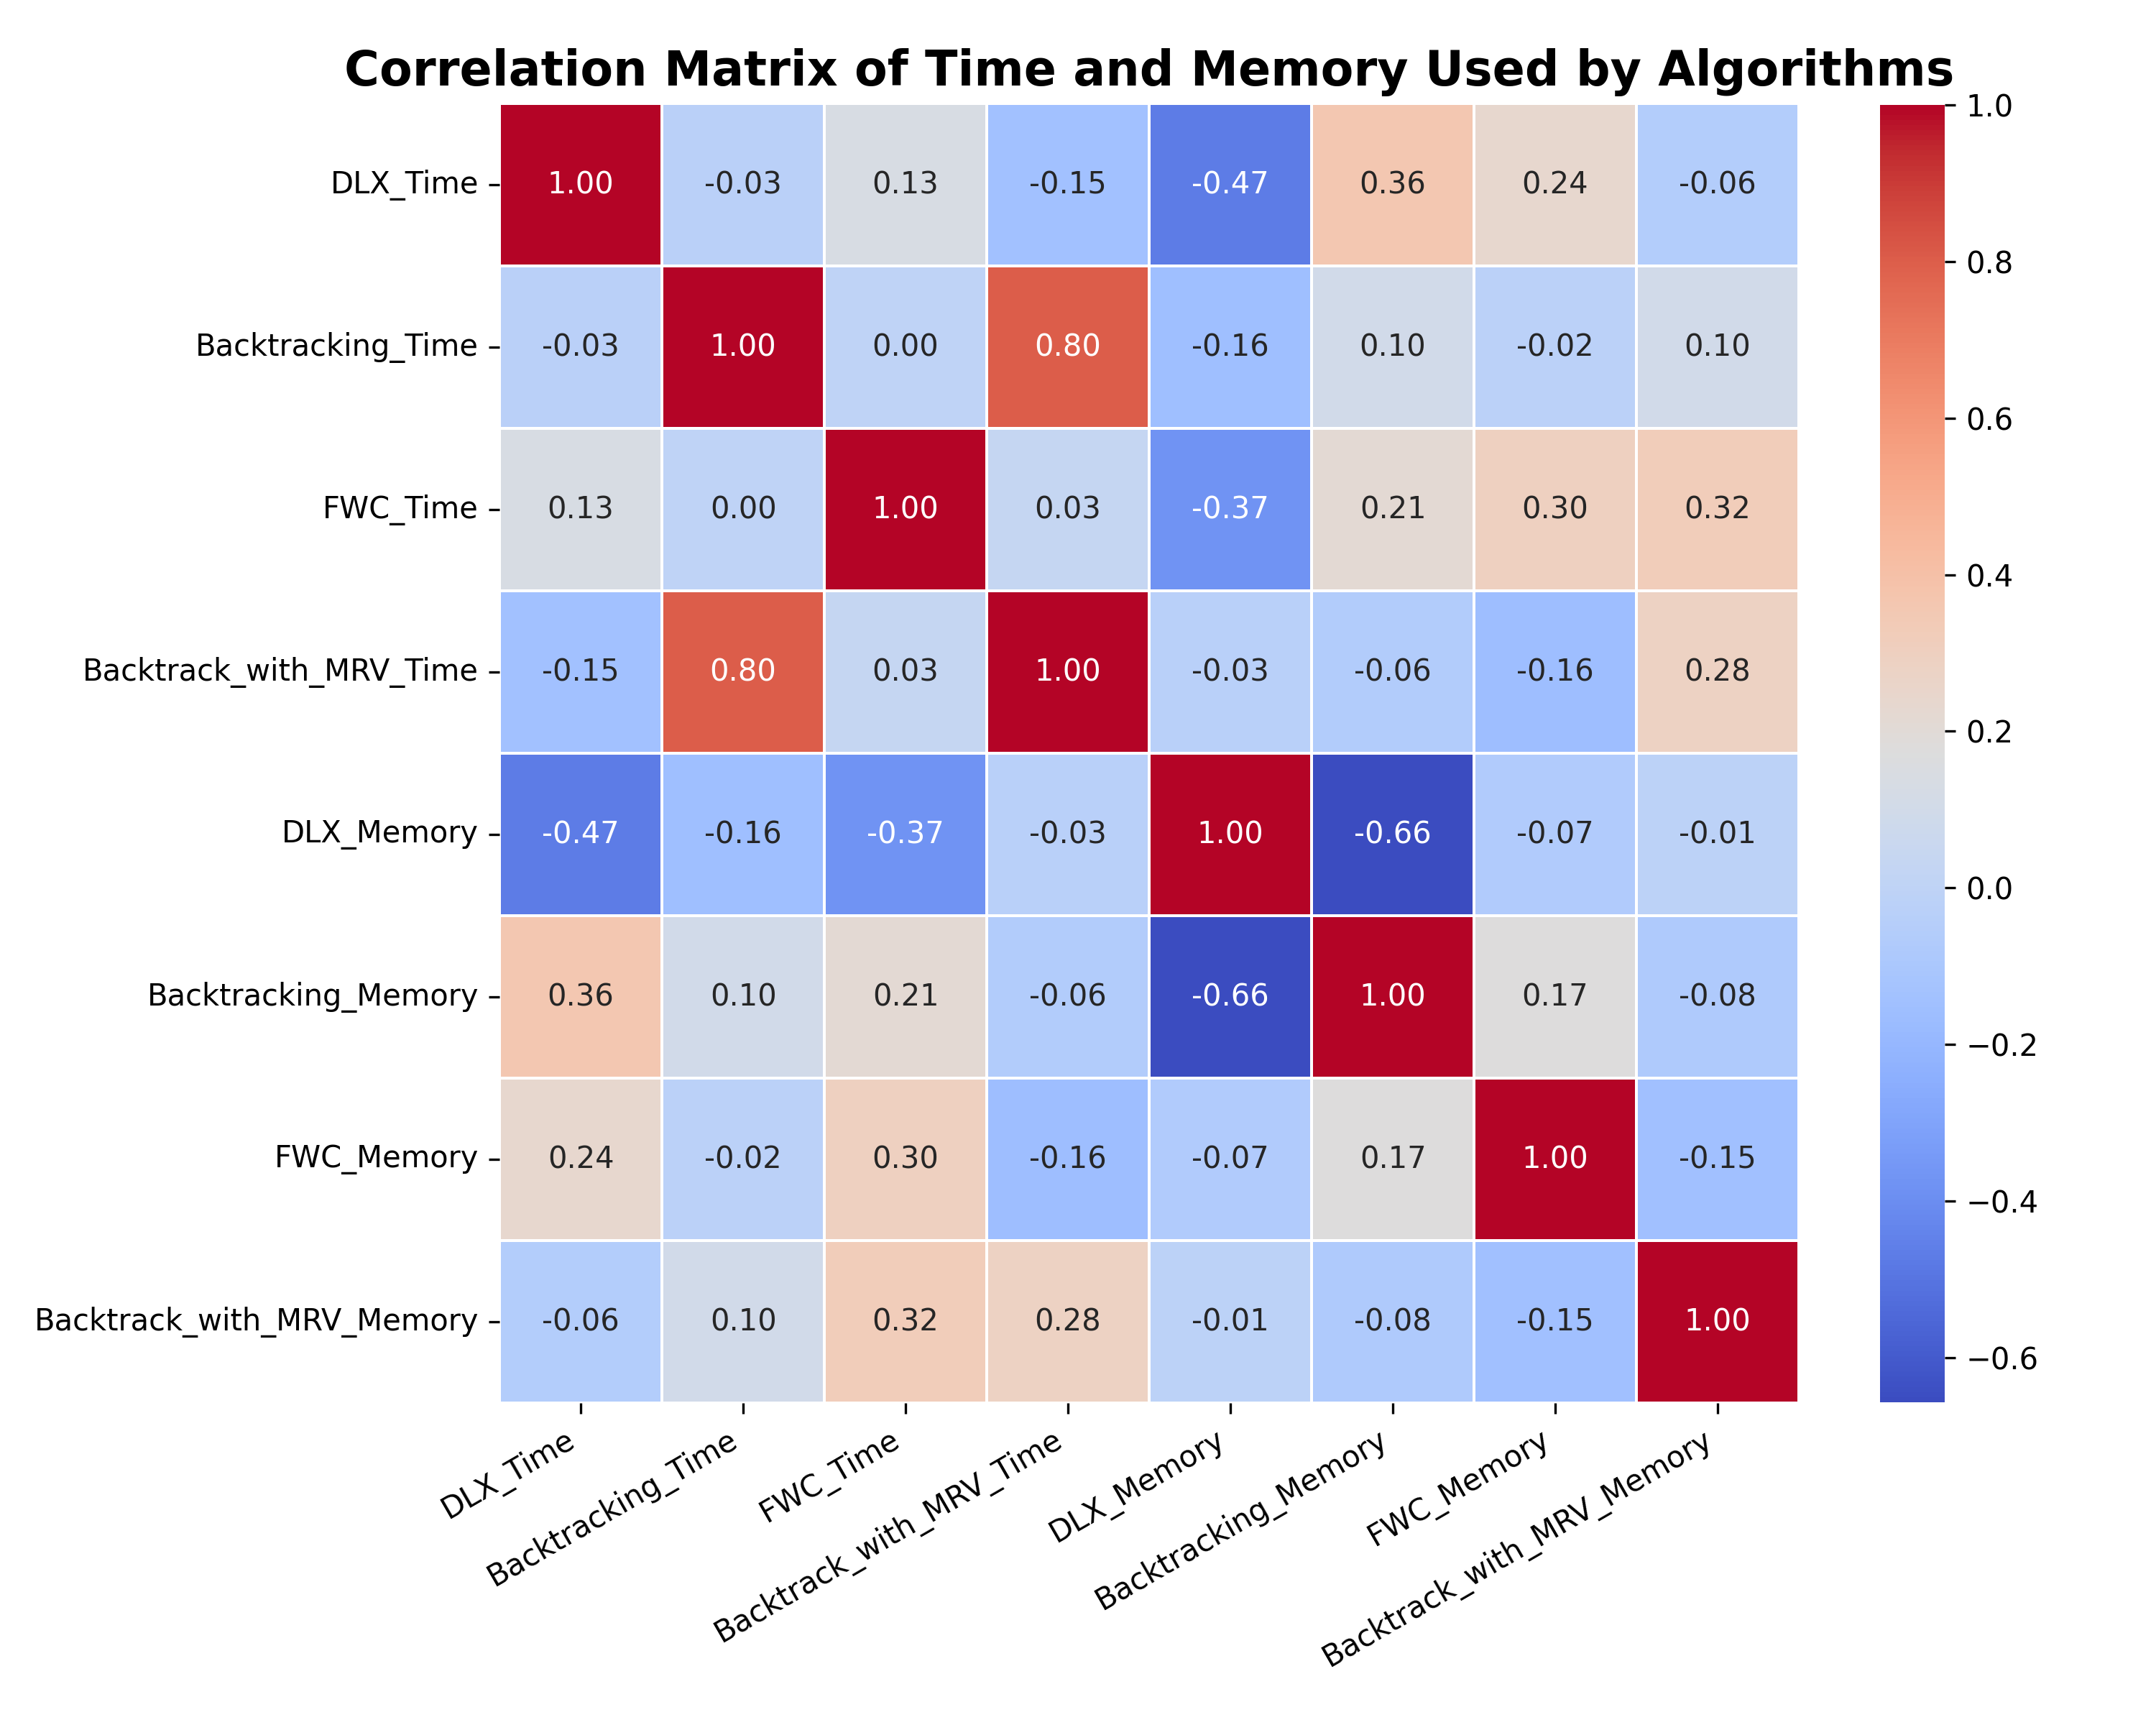 Correlation Matrix of Time and Memory Used by Algorithms
DLX_Time 1.00 -0.03 0.13 -0.15 -0.47 0.36 0.24 -0.06
Backtracking_Time -0.03 1.00 0.00 0.80 -0.16 0.10 -0.02 0.10
FWC_Time 0.13 0.00 1.00 0.03 -0.37 0.21 0.30 0.32
Backtrack_with_MRV_Time -0.15 0.80 0.03 1.00 -0.03 -0.06 -0.16 0.28
DLX_Memory -0.47 -0.16 -0.37 -0.03 1.00 -0.66 -0.07 -0.01
Backtracking_Memory 0.36 0.10 0.21 -0.06 -0.66 1.00 0.17 -0.08
FWC_Memory 0.24 -0.02 0.30 -0.16 -0.07 0.17 1.00 -0.15
Backtrack_with_MRV_Memory -0.06 0.10 0.32 0.28 -0.01 -0.08 -0.15 1.00
DLX_Time
Backtracking_Time
FWC_Time
Backtrack_with_MRV_Time
DLX_Memory
Backtracking_Memory
FWC_Memory
Backtrack_with_MRV_Memory
1.0
0.8
0.6
0.4
0.2
0.0
−0.2
−0.4
−0.6